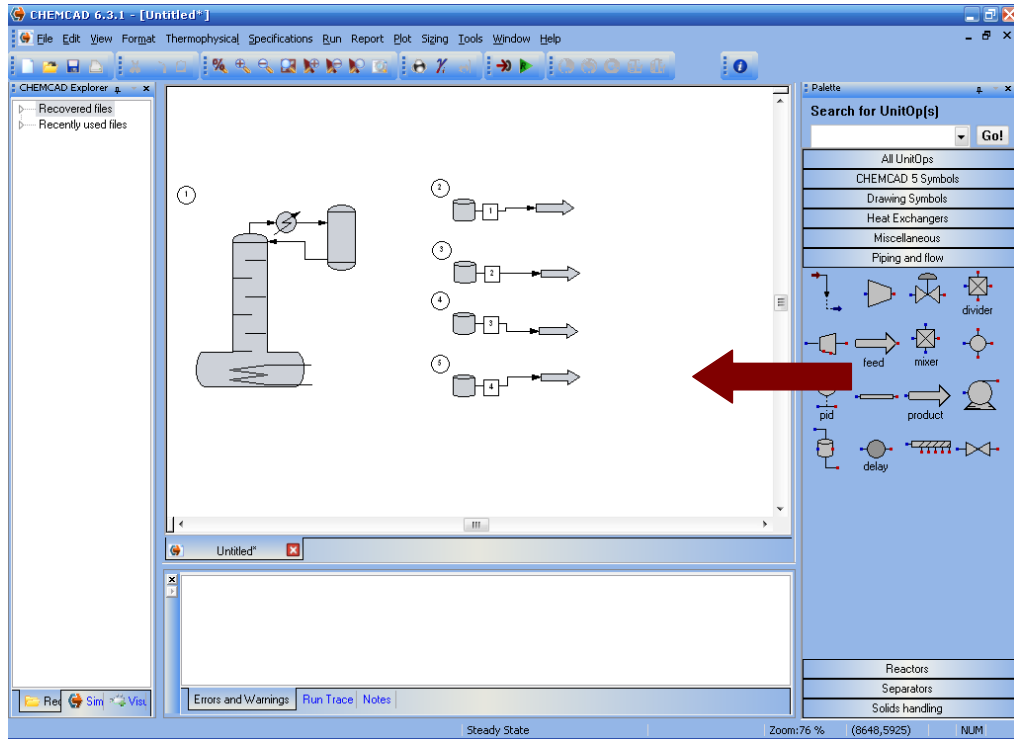 CHEMCAD 6.3.1 - [Untitled*]
File Edit View Format Thermophysical Specifications Run Report Plot Sizing Tools Window Help
CHEMCAD Explorer
Recovered files
Recently used files
1
2
1
3
2
4
3
5
4
Untitled*
Errors and Warnings Run Trace Notes
Rec Sim Visu
Palette
Search for UnitOp(s)
Go!
All UnitOps
CHEMCAD 5 Symbols
Drawing Symbols
Heat Exchangers
Miscellaneous
Piping and flow
divider
feed mixer
pid product
delay
Reactors
Separators
Solids handling
Steady State Zoom:76 % (8648,5925) NUM